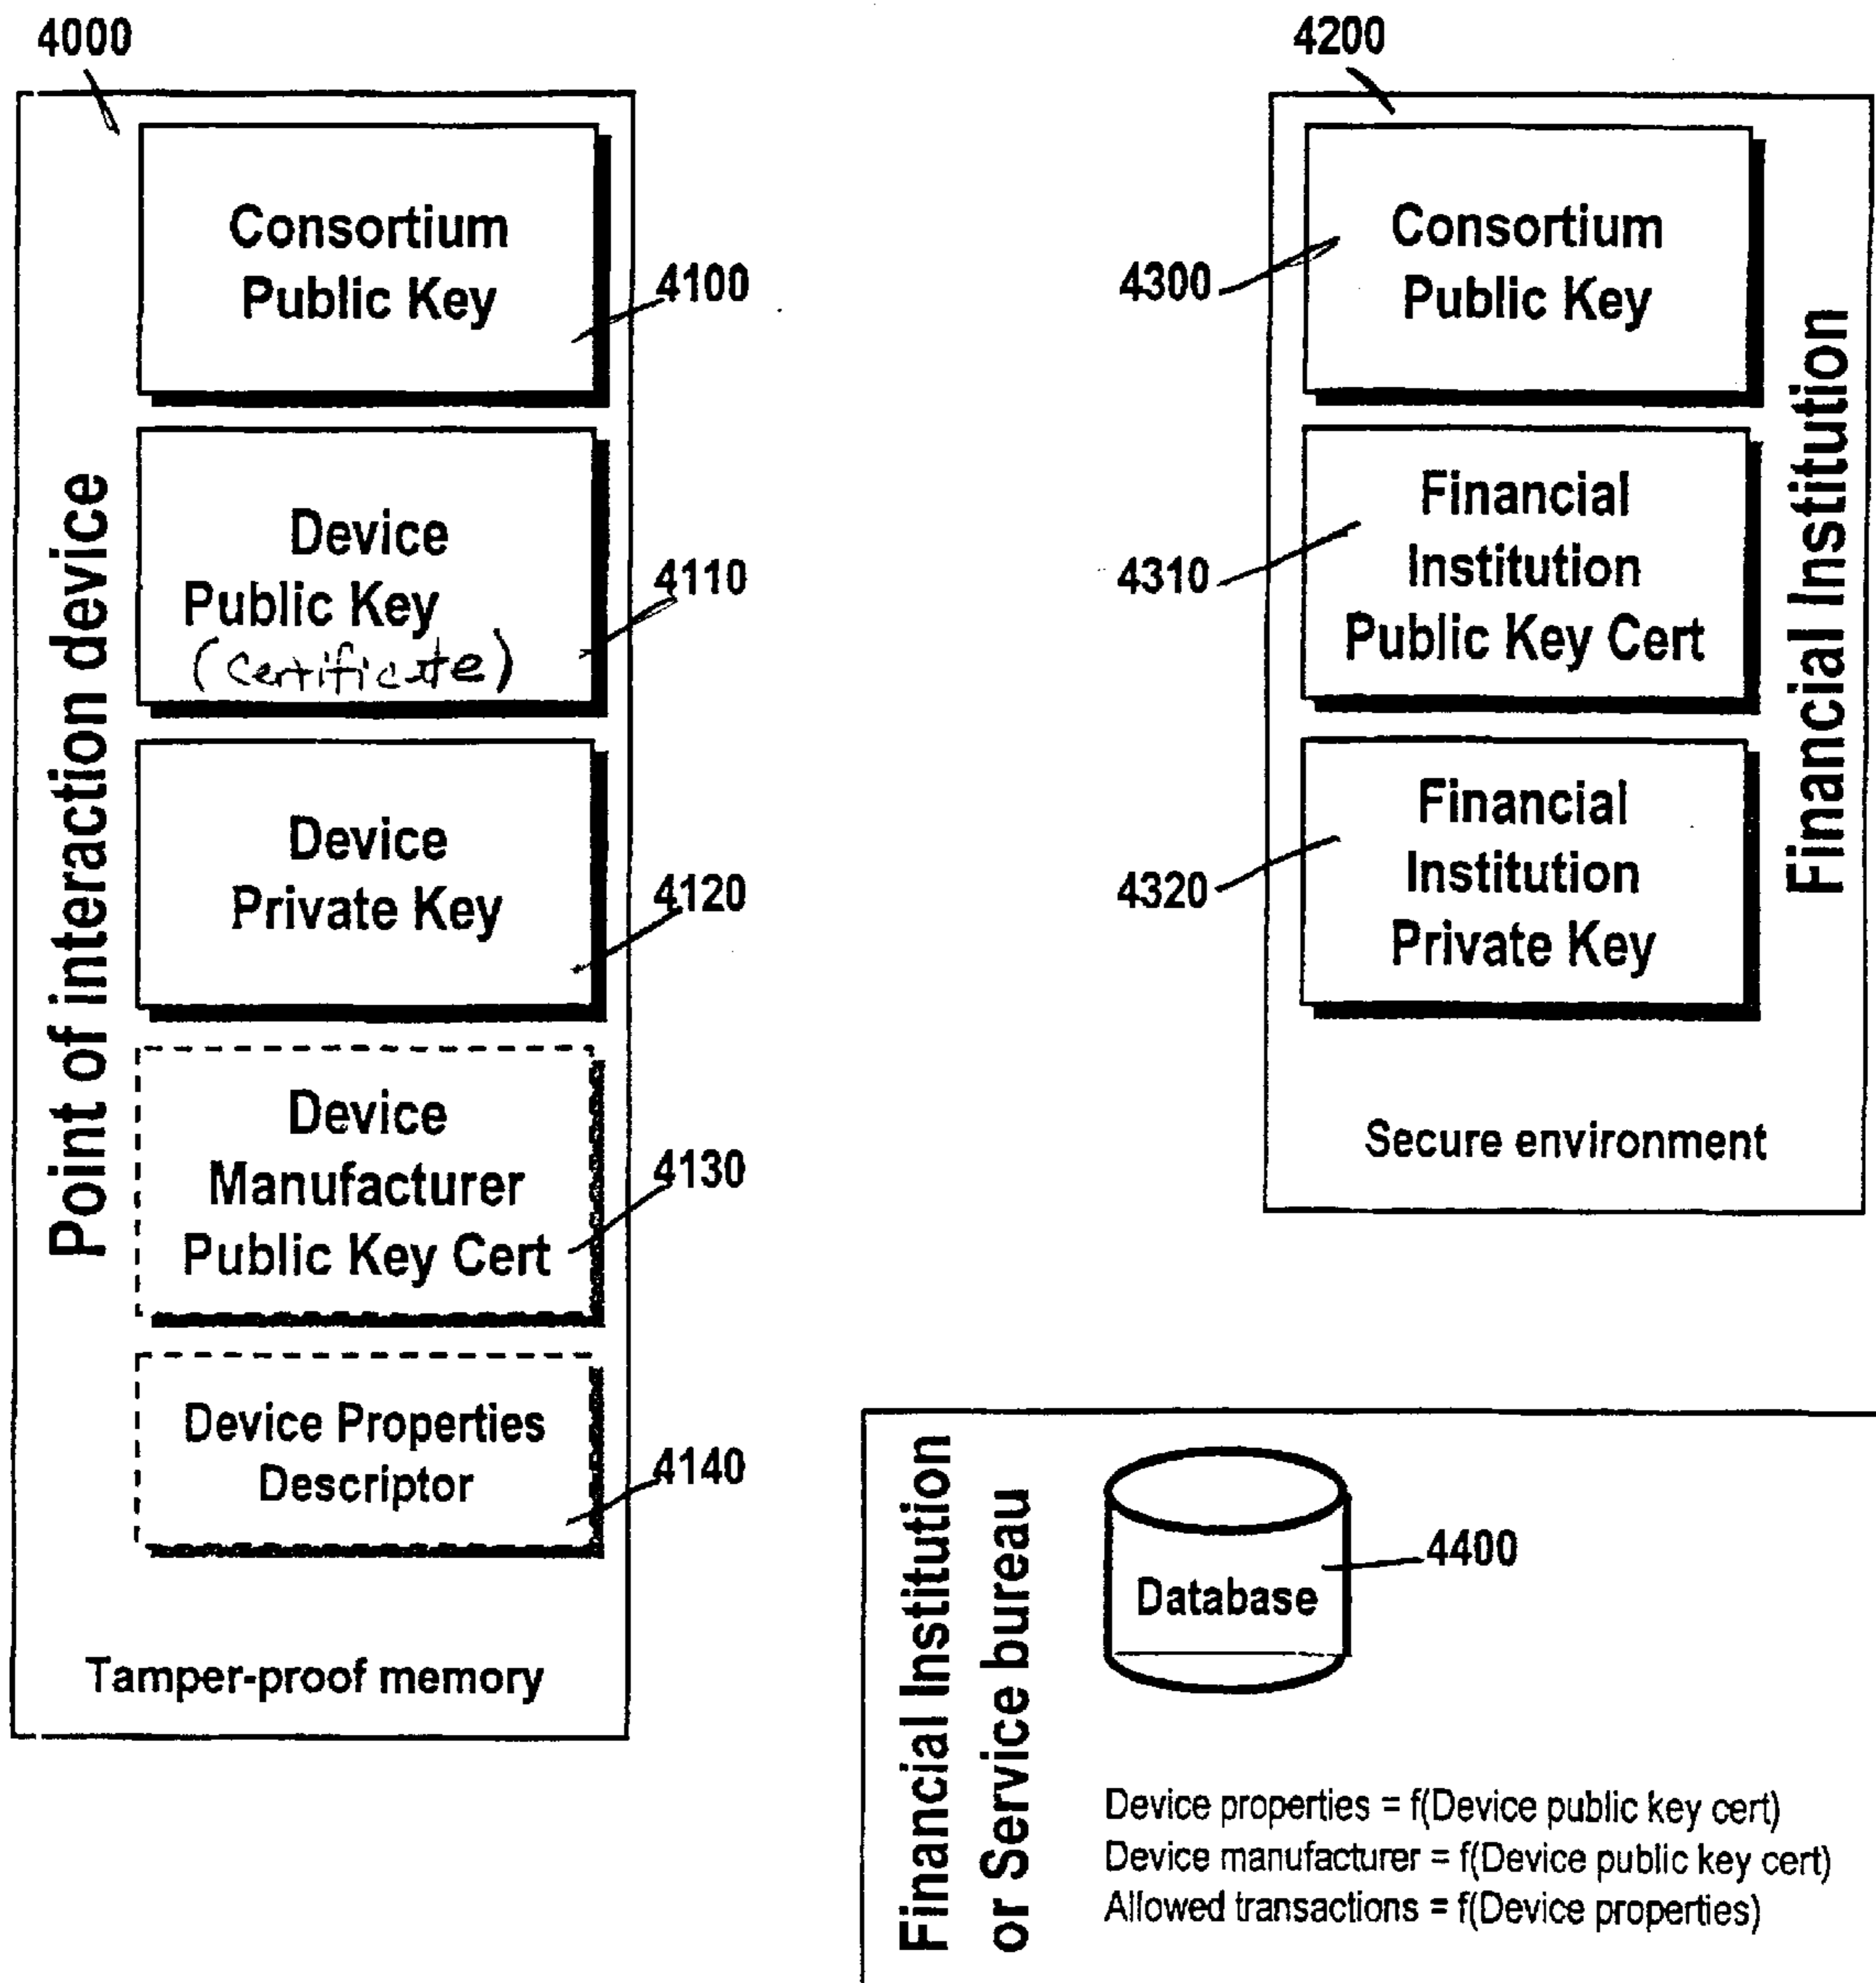 4000
Point of interaction device
Consortium
Public Key
4100
Device
Public Key
(Certificate)
4110
Device
Private Key
4120
Device
Manufacturer
Public Key Cert
4130
Device Properties
Descriptor
4140
Tamper-proof memory
4200
Consortium
Public Key
4300
Financial
Institution
Public Key Cert
4310
Financial
Institution
Private Key
4320
Financial Institution
Secure environment
Financial Institution
or Service bureau
Database
4400
Device properties = f(Device public key cert)
Device manufacturer = f(Device public key cert)
Allowed transactions = f(Device properties)